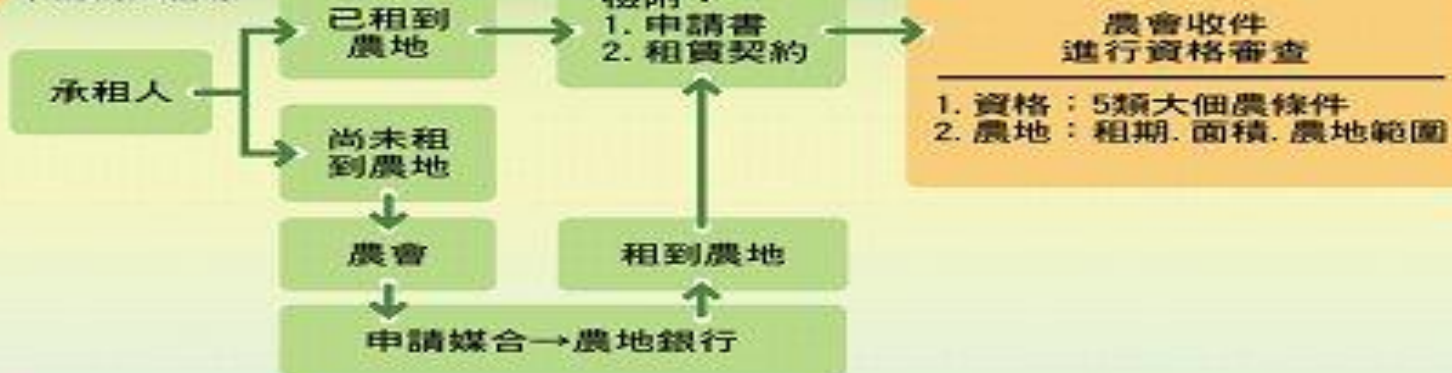 已租到
農地
1. 申請書
2. 租賃契約
農會收件
進行資格審查
承租人
1. 資格：5類大個農條件
2. 農地：租期.面積.農地範圍
尚未租
到農地
農會
租到農地
申請媒合→農地銀行